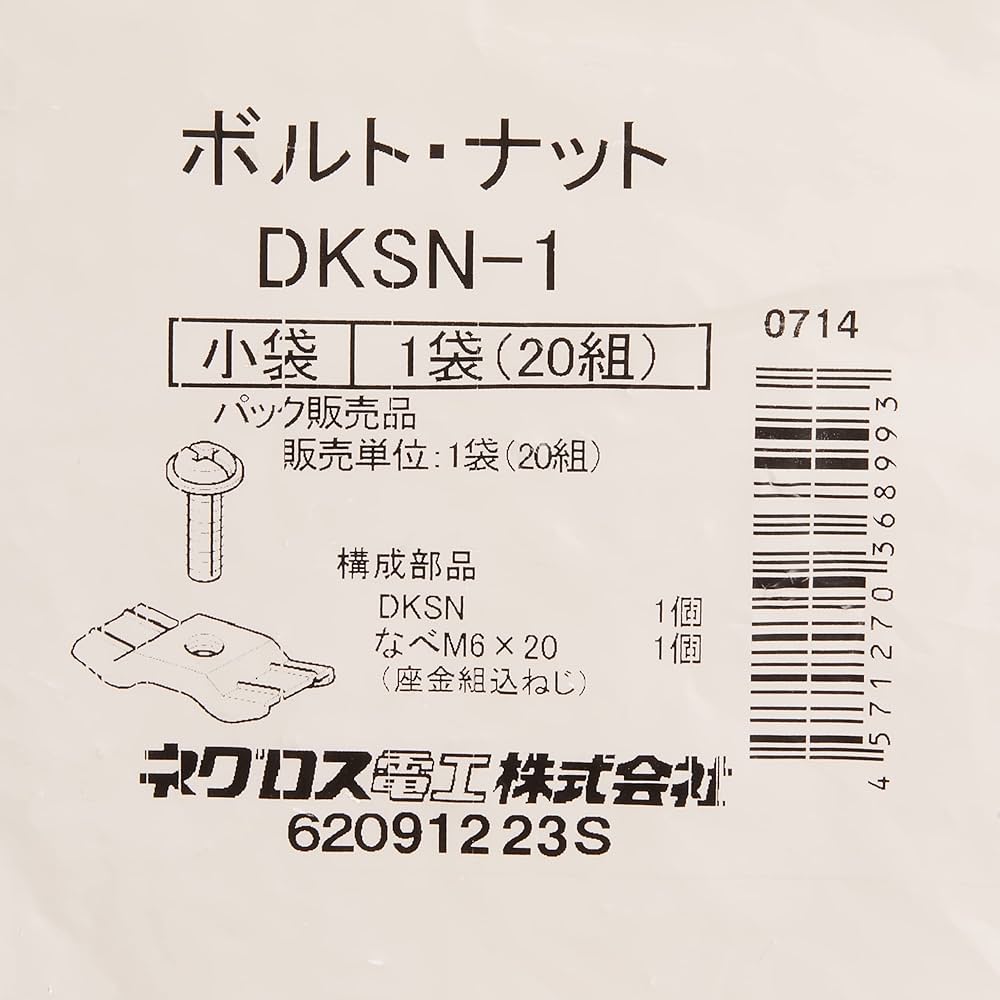 ボルト・ナット
DKSN-1
小袋 1袋(20組)
パック販売品
販売単位:1袋(20組)
構成部品
DKSN 1個
なべM6×20 1個
(座金組込ねじ)
ネグロス電工株式会社
62091223S
0714
4571270368993